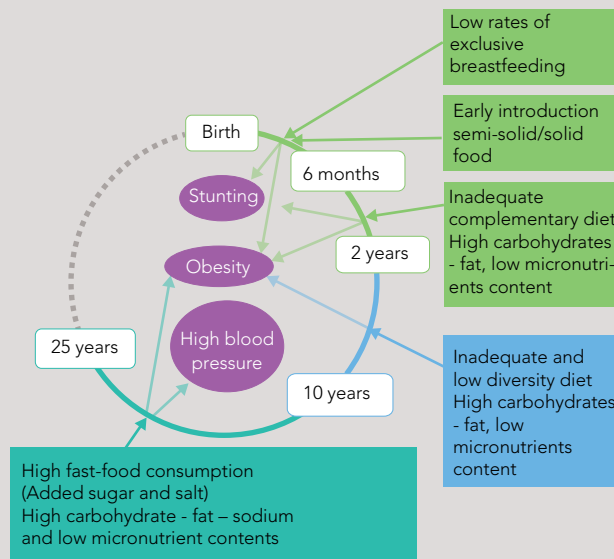 Low rates of
exclusive
breastfeeding
Early introduction
semi-solid/solid
food
Birth
6 months
Stunting
Inadequate
complementary diet
High carbohydrates
- fat, low micronutri-
ents content
2 years
Obesity
High blood
pressure
25 years
10 years
Inadequate and
low diversity diet
High carbohydrates
- fat, low
micronutrients
content
High fast-food consumption
(Added sugar and salt)
High carbohydrate - fat – sodium
and low micronutrient contents